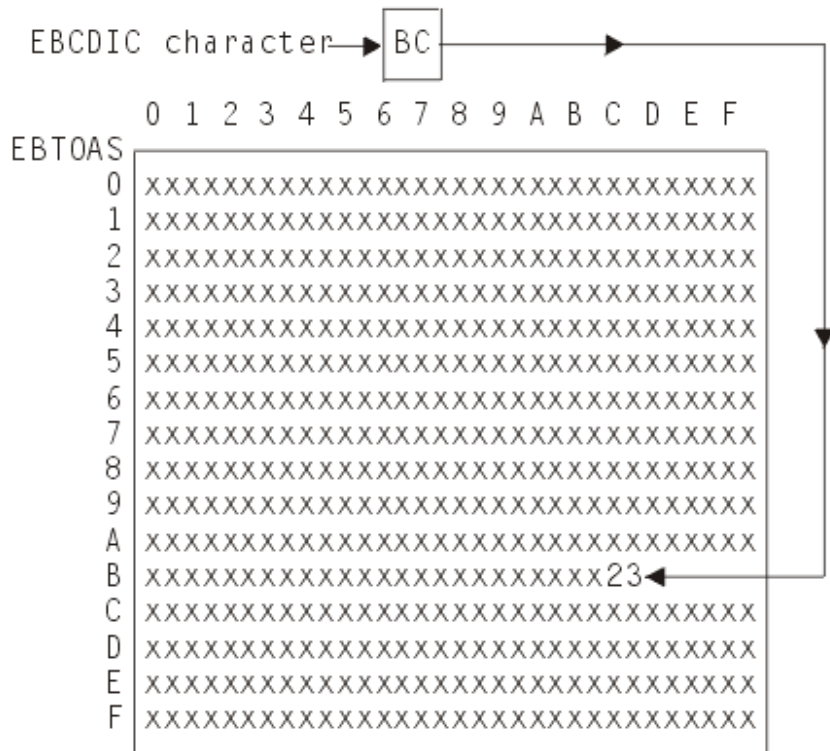 EBCDIC character BC
0 1 2 3 4 5 6 7 8 9 A B C D E F
EBTOAS
0 xxxxxxxxxxxxxxxxxxxxxxxxxxxxxxxx
1 xxxxxxxxxxxxxxxxxxxxxxxxxxxxxxxx
2 xxxxxxxxxxxxxxxxxxxxxxxxxxxxxxxx
3 xxxxxxxxxxxxxxxxxxxxxxxxxxxxxxxx
4 xxxxxxxxxxxxxxxxxxxxxxxxxxxxxxxx
5 xxxxxxxxxxxxxxxxxxxxxxxxxxxxxxxx
6 xxxxxxxxxxxxxxxxxxxxxxxxxxxxxxxx
7 xxxxxxxxxxxxxxxxxxxxxxxxxxxxxxxx
8 xxxxxxxxxxxxxxxxxxxxxxxxxxxxxxxx
9 xxxxxxxxxxxxxxxxxxxxxxxxxxxxxxxx
A xxxxxxxxxxxxxxxxxxxxxxxxxxxxxxxx
B xxxxxxxxxxxxxxxxxxxxxxxx23
C xxxxxxxxxxxxxxxxxxxxxxxxxxxxxxxx
D xxxxxxxxxxxxxxxxxxxxxxxxxxxxxxxx
E xxxxxxxxxxxxxxxxxxxxxxxxxxxxxxxx
F xxxxxxxxxxxxxxxxxxxxxxxxxxxxxxxx